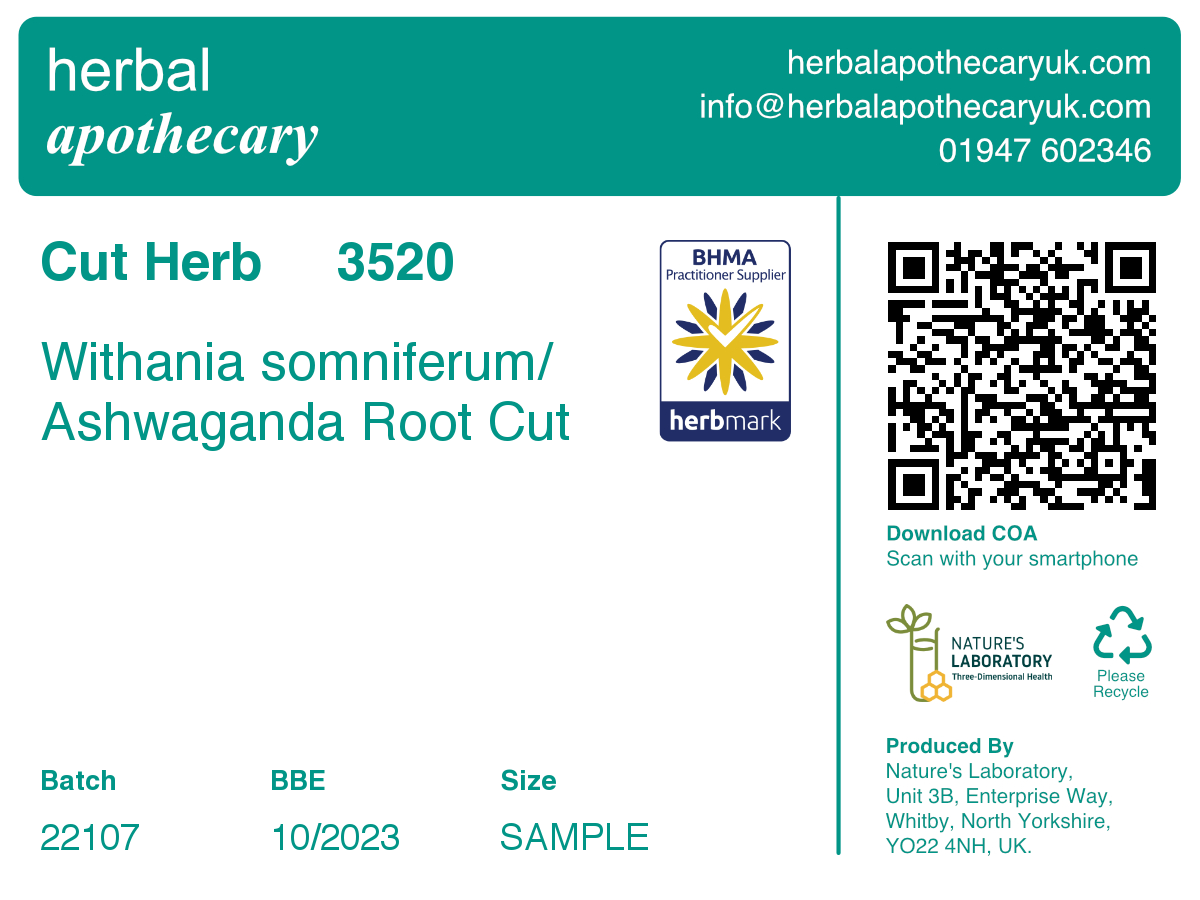 herbal
apothecary
herbalapothecaryuk.com
info@herbalapothecaryuk.com
01947 602346
Cut Herb 3520
Withania somniferum/
Ashwaganda Root Cut
BHMA
Practitioner Supplier
herbmark
Download COA
Scan with your smartphone
NATURE'S
LABORATORY
Three-Dimensional Health
Please
Recycle
Batch BBE Size
22107 10/2023 SAMPLE
Produced By
Nature's Laboratory,
Unit 3B, Enterprise Way,
Whitby, North Yorkshire,
YO22 4NH, UK.